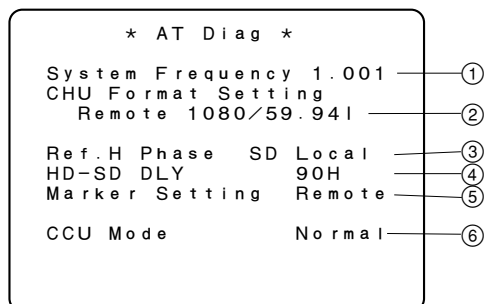 * AT Diag *
System Frequency 1.001 ①
CHU Format Setting
Remote 1080/59.94I ②
Ref.H Phase SD Local ③
HD-SD DLY 90H ④
Marker Setting Remote ⑤
CCU Mode Normal ⑥